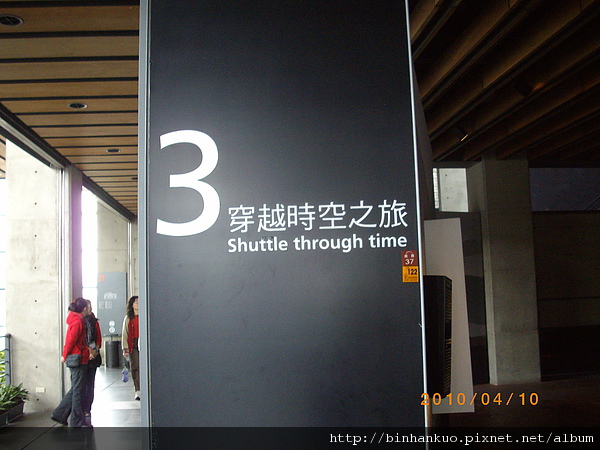 3 穿越時空之旅
Shuttle through time
37
122
2010/04/10
http://binhankuo.pixnet.net/album